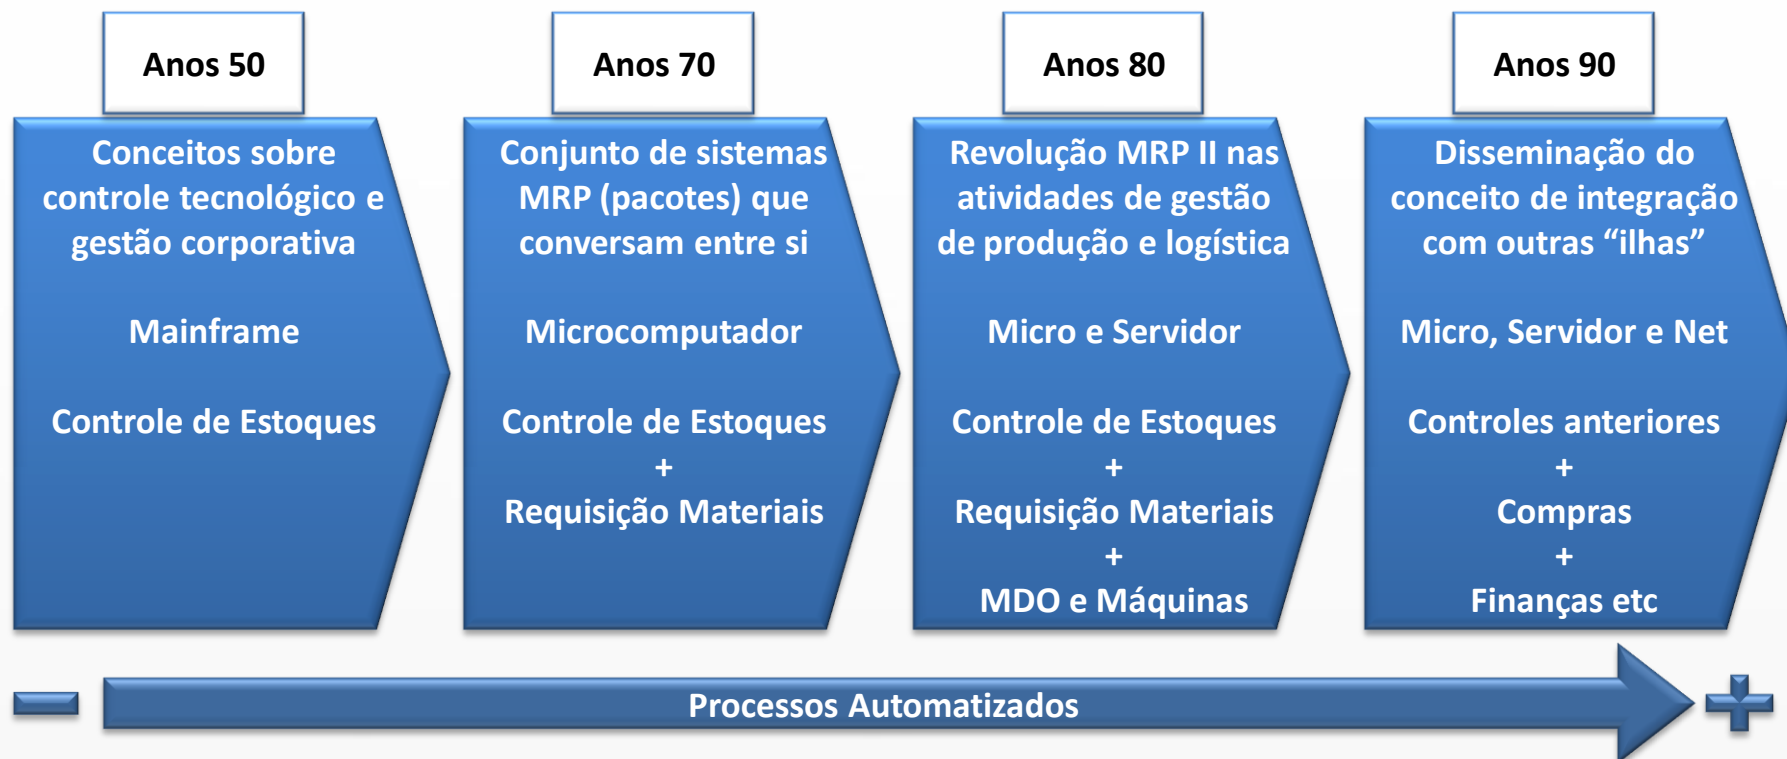 Anos 50
Conceitos sobre
controle tecnológico e
gestão corporativa
Mainframe
Controle de Estoques
Anos 70
Conjunto de sistemas
MRP (pacotes) que
conversam entre si
Microcomputador
Controle de Estoques
+
Requisição Materiais
Anos 80
Revolução MRP II nas
atividades de gestão
de produção e logística
Micro e Servidor
Controle de Estoques
+
Requisição Materiais
+
MDO e Máquinas
Anos 90
Disseminação do
conceito de integração
com outras “ilhas”
Micro, Servidor e Net
Controles anteriores
+
Compras
+
Finanças etc
Processos Automatizados